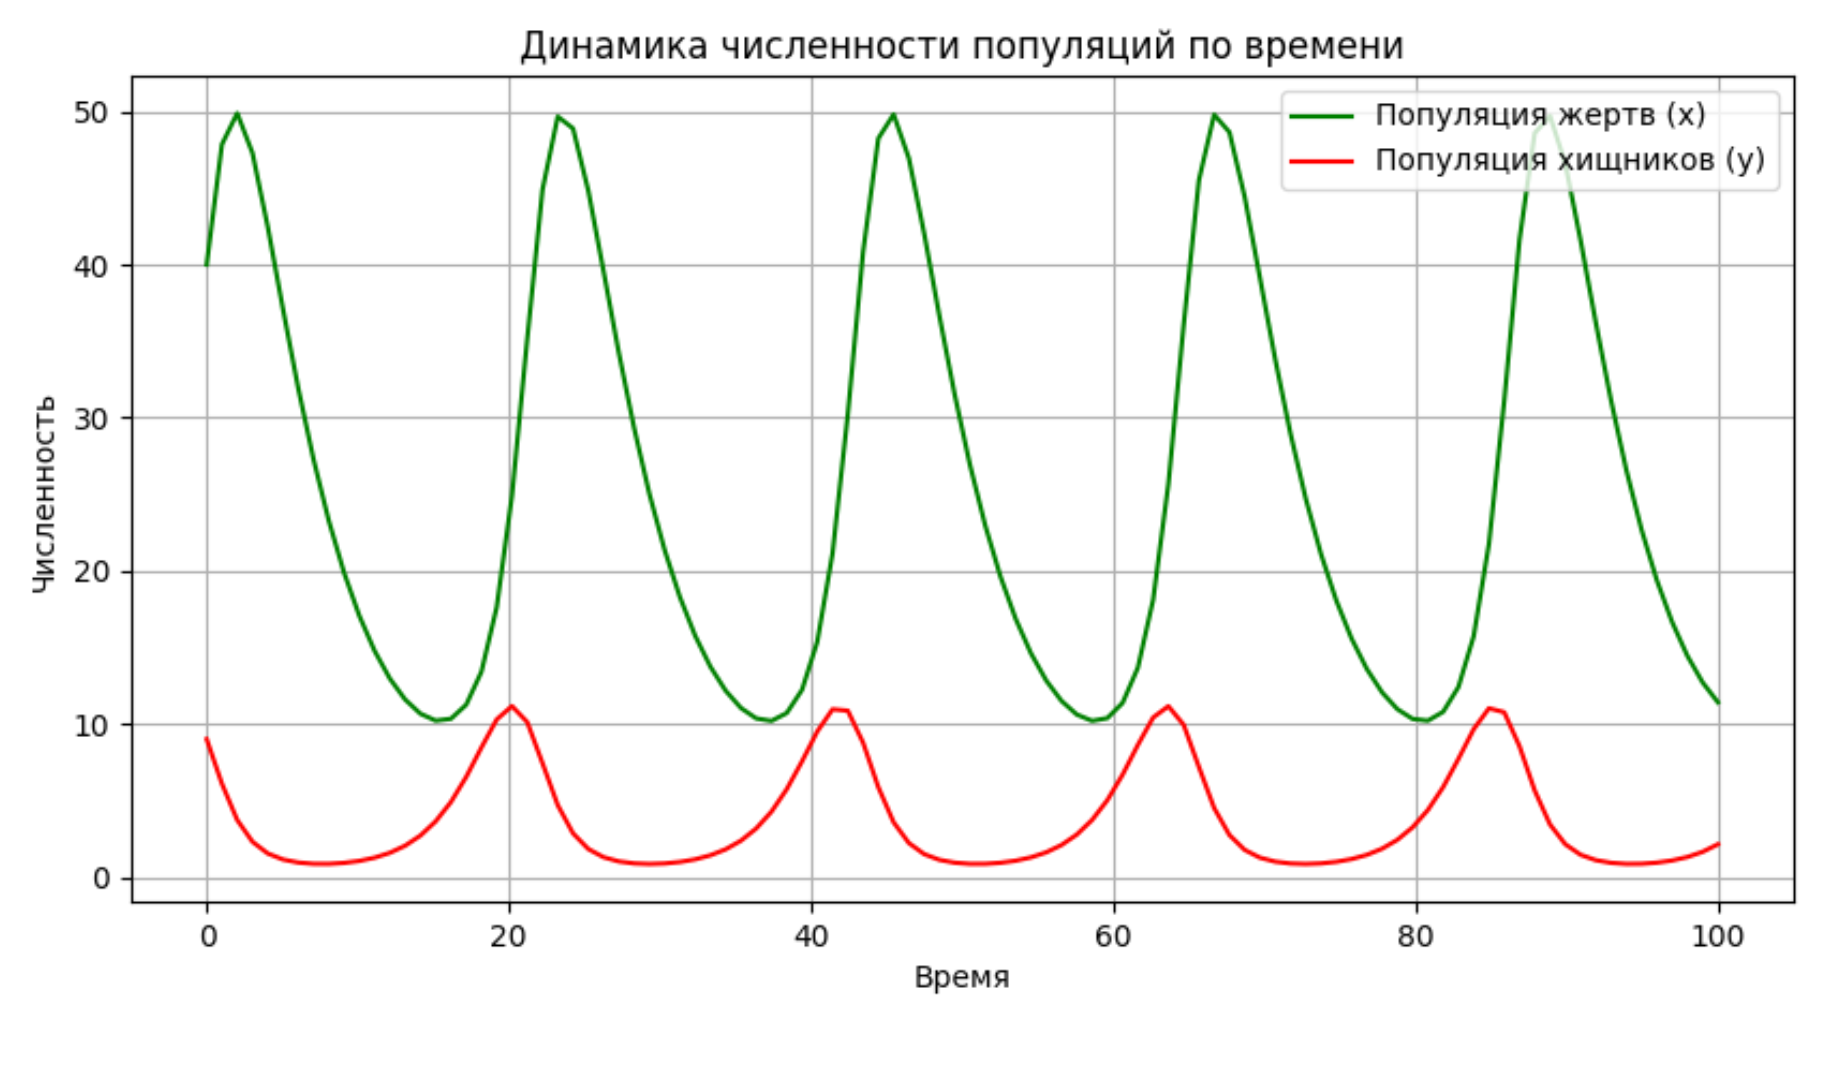 Динамика численности популяций по времени
Популяция жертв (x)
Популяция хищников (y)
Численность
50
40
30
20
10
0
0 20 40 60 80 100
Время